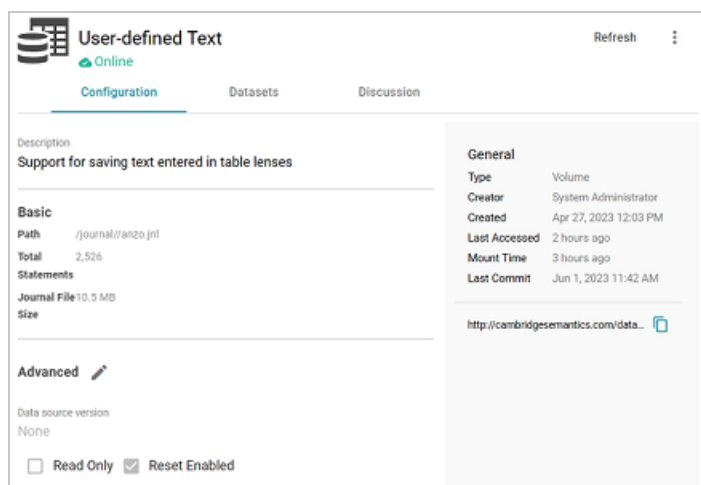 User-defined Text
Refresh
Online
Configuration Datasets Discussion
Description
Support for saving text entered in table lenses
Basic
Path /journal//anzo.jnl
Total 2,526
Statements
Journal File 10.5 MB
Size
Advanced
Data source version
None
Read Only Reset Enabled
General
Type Volume
Creator System Administrator
Created Apr 27, 2023 12:03 PM
Last Accessed 2 hours ago
Mount Time 3 hours ago
Last Commit Jun 1, 2023 11:42 AM
http://cambridgesemantics.com/data...